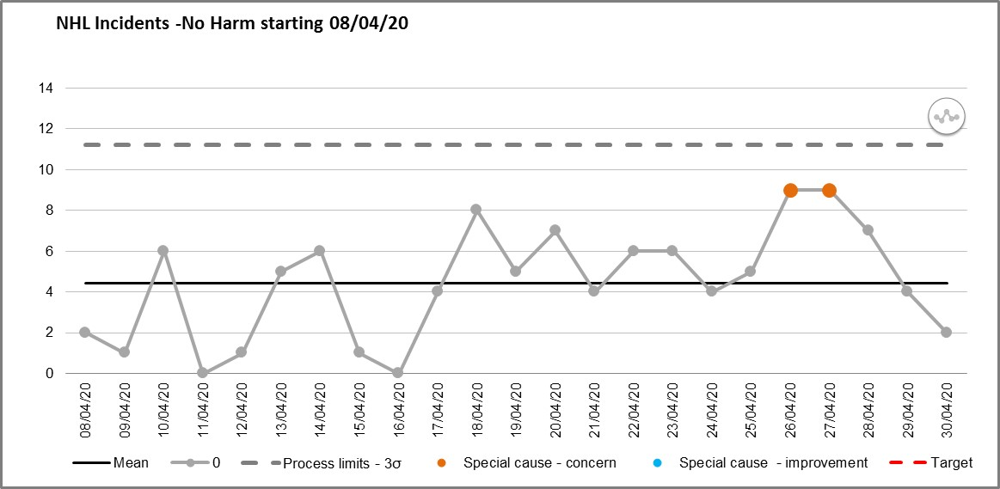 NHL Incidents -No Harm starting 08/04/20
14
12
10
8
6
4
2
0
08/04/20 09/04/20 10/04/20 11/04/20 12/04/20 13/04/20 14/04/20 15/04/20 16/04/20 17/04/20 18/04/20 19/04/20 20/04/20 21/04/20 22/04/20 23/04/20 24/04/20 25/04/20 26/04/20 27/04/20 28/04/20 29/04/20 30/04/20
Mean 0 Process limits - 3σ Special cause - concern Special cause - improvement Target